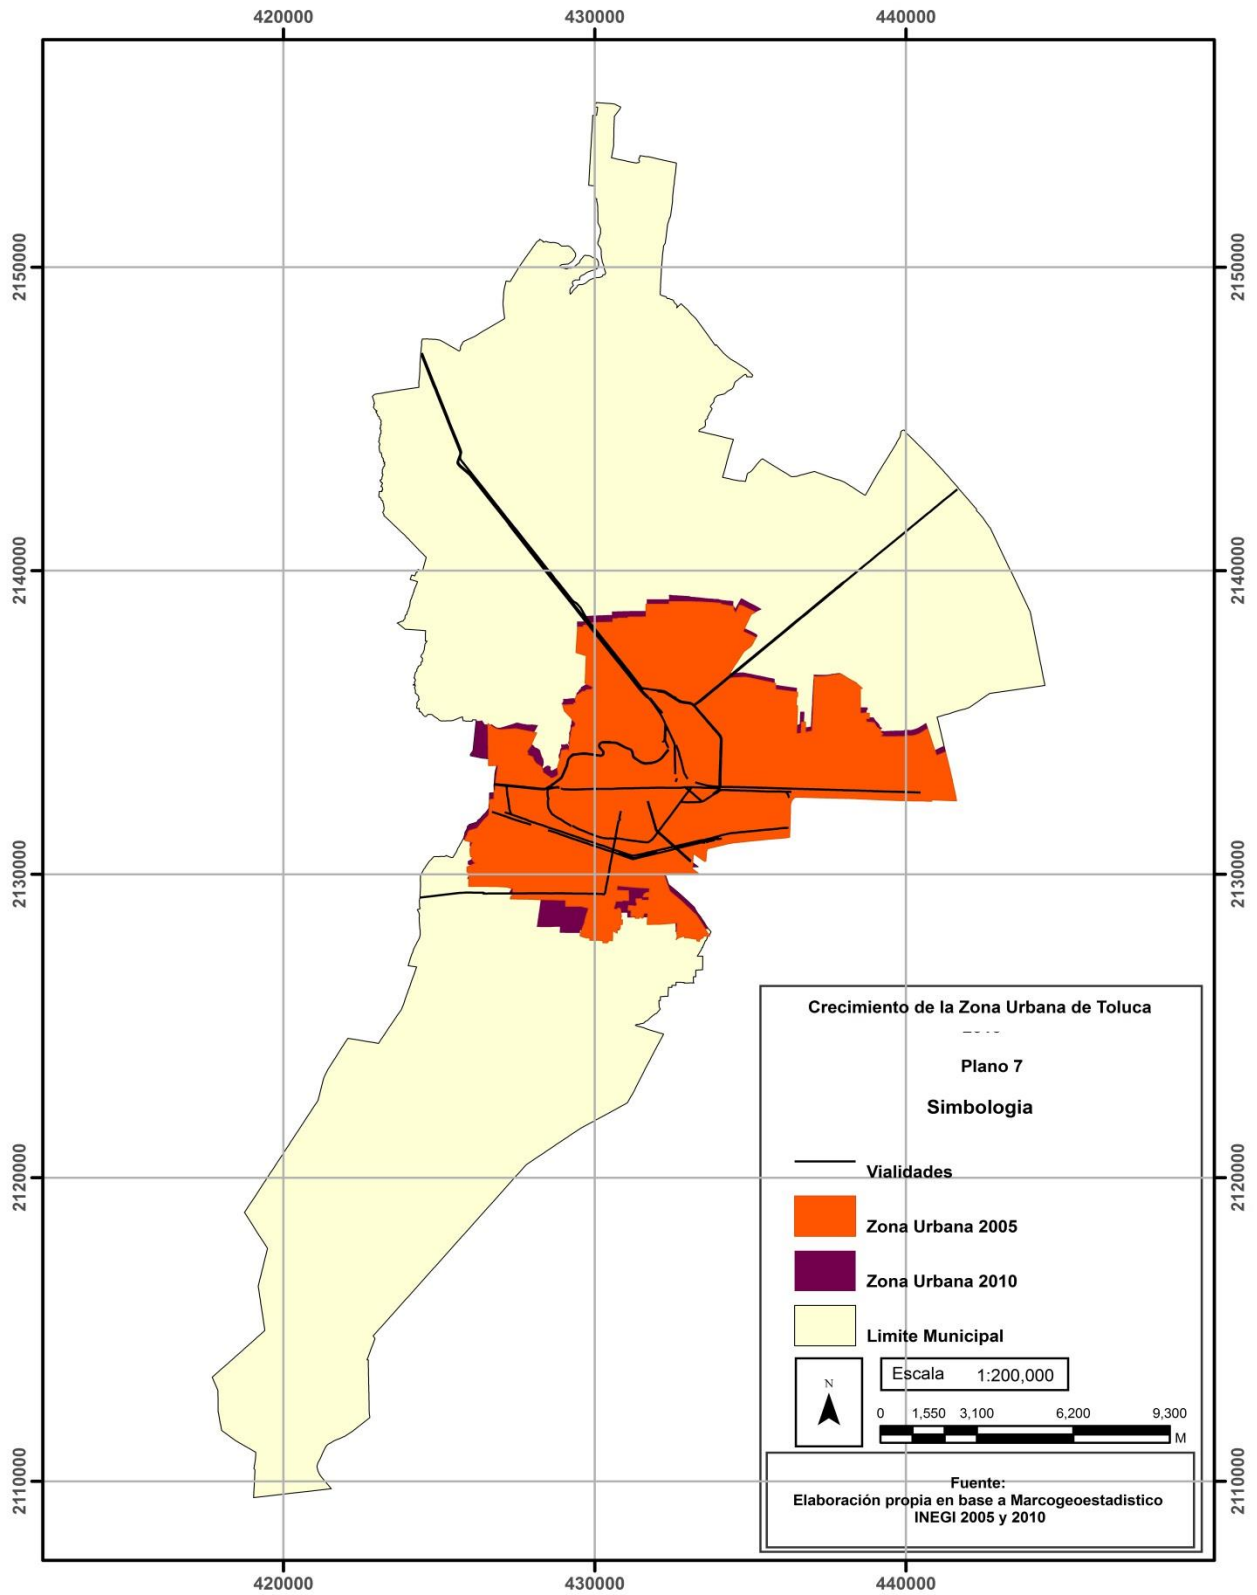 420000
430000
440000
2150000
2150000
2140000
2140000
2130000
2130000
2120000
2120000
2110000
2110000
Crecimiento de la Zona Urbana de Toluca
Plano 7
Simbologia
Vialidades
Zona Urbana 2005
Zona Urbana 2010
Limite Municipal
N
Escala 1:200,000
0 1,550 3,100 6,200 9,300
M
Fuente:
Elaboración propia en base a Marcogeoestadistico
INEGI 2005 y 2010
420000
430000
440000